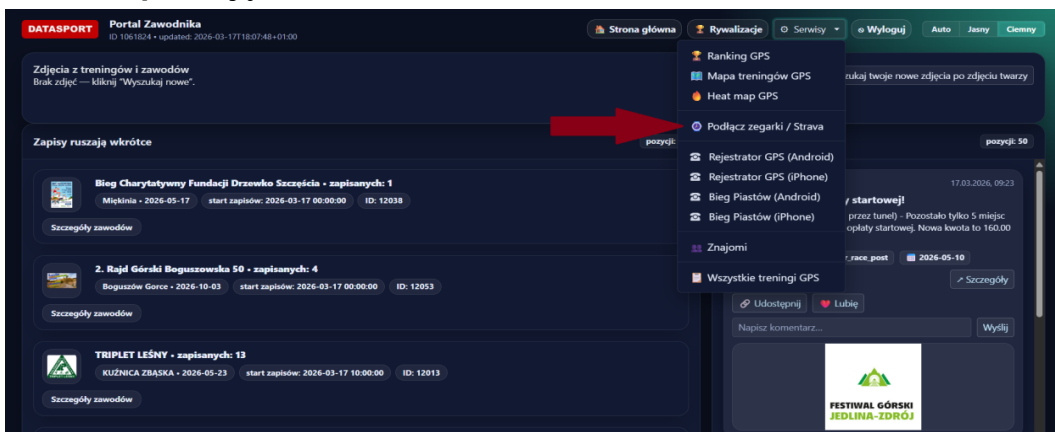 DATASPORT
Portal Zawodnika
ID 1061824 • updated: 2026-03-17T18:07:48+01:00
Strona główna
Rywalizacje
Serwisy
Wyloguj
Auto
Jasny
Ciemny
Zdjęcia z treningów i zawodów
Brak zdjęć — kliknij "Wyszukaj nowe".
zukaj twoje nowe zdjęcia po zdjęciu twarzy
Ranking GPS
Mapa treningów GPS
Heat map GPS
Podłącz zegarki / Strava
Rejestrator GPS (Android)
Rejestrator GPS (iPhone)
Bieg Piastów (Android)
Bieg Piastów (iPhone)
Znajomi
Wszystkie treningi GPS
Zapisy ruszają wkrótce
pozycji:
pozycji: 50
Bieg Charytatywny Fundacji Drzewko Szczęścia • zapisanych: 1
Miękinia • 2026-05-17
start zapisów: 2026-03-17 00:00:00
ID: 12038
Szczegóły zawodów
2. Rajd Górski Boguszowska 50 • zapisanych: 4
Boguszów Gorce • 2026-10-03
start zapisów: 2026-03-17 00:00:00
ID: 12053
Szczegóły zawodów
TRIPLET LEŚNY • zapisanych: 13
KUŹNICA ZBĄSKA • 2026-05-23
start zapisów: 2026-03-17 10:00:00
ID: 12013
Szczegóły zawodów
17.03.2026, 09:23
y startowej!
przez tunel) - Pozostało tylko 5 miejsc
opłaty startowej. Nowa kwota to 160.00
r_race_post
2026-05-10
Szczegóły
Udostępnij
Lubię
Napisz komentarz...
Wyślij
FESTIWAL GÓRSKI
JEDLINA-ZDRÓJ